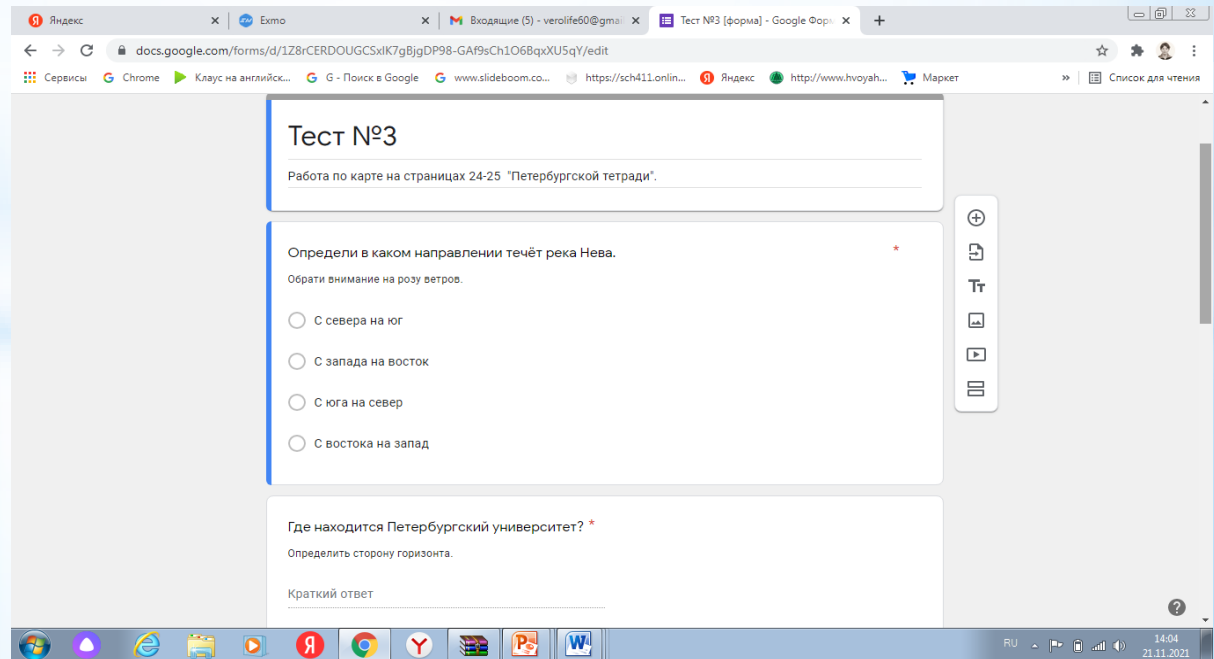 Яндекс
Exmo
Входящие (5) - verolife60@gmai
Тест №3 [форма] - Google Форм
docs.google.com/forms/d/1Z8rCERDOUGCSxIK7gBjgDP98-GAf9sCh1O6BqxXU5qY/edit
Сервисы
Chrome
Клаус на английск...
G - Поиск в Google
www.slideboom.co...
https://sch411.onlin...
Яндекс
http://www.hvoyah...
Маркет
»
Список для чтения
Тест №3
Работа по карте на страницах 24-25 "Петербургской тетради".
Определи в каком направлении течёт река Нева. *
Обрати внимание на розу ветров.
С севера на юг
С запада на восток
С юга на север
С востока на запад
Где находится Петербургский университет? *
Определить сторону горизонта.
Краткий ответ
RU
14:04
21.11.2021